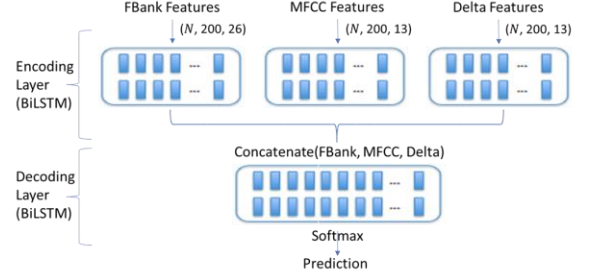 FBank Features
MFCC Features
Delta Features
(N, 200, 26)
(N, 200, 13)
(N, 200, 13)
Encoding
Layer
(BiLSTM)
---
---
---
---
---
---
Concatenate(FBank, MFCC, Delta)
Decoding
Layer
(BiLSTM)
---
---
Softmax
Prediction